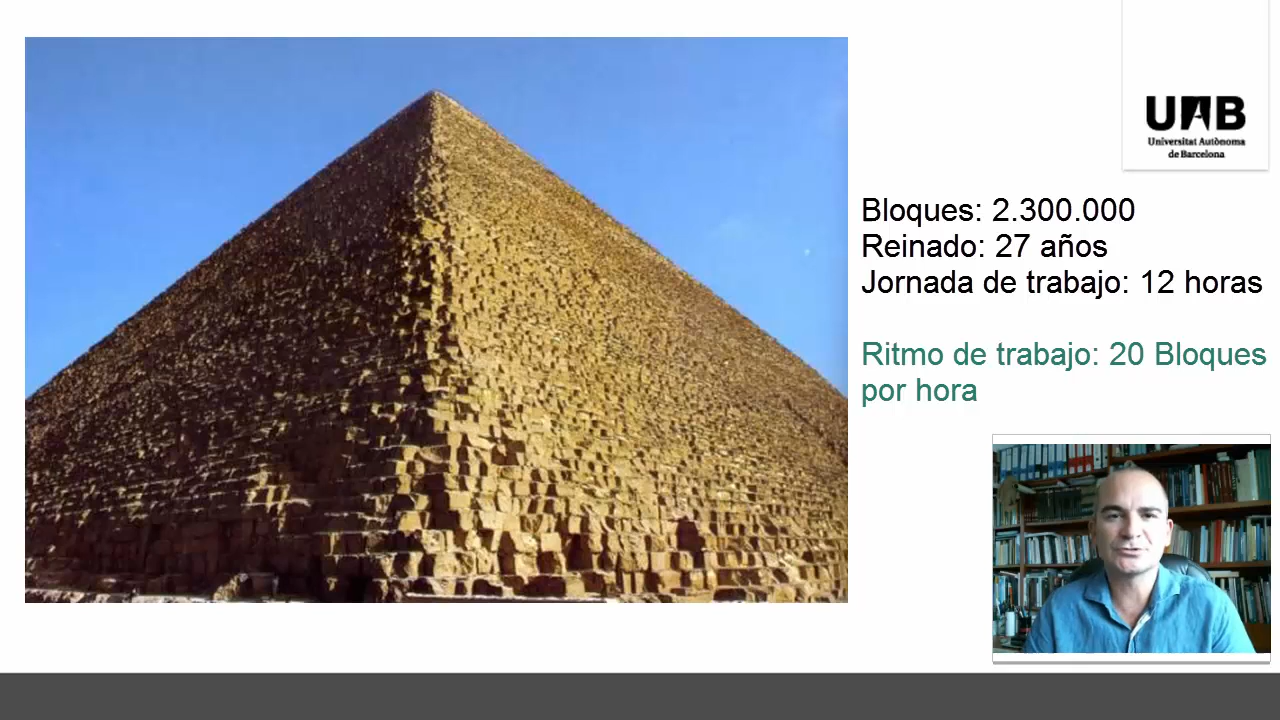 UAB
Universitat Autònoma
de Barcelona
Bloques: 2.300.000
Reinado: 27 años
Jornada de trabajo: 12 horas
Ritmo de trabajo: 20 Bloques
por hora